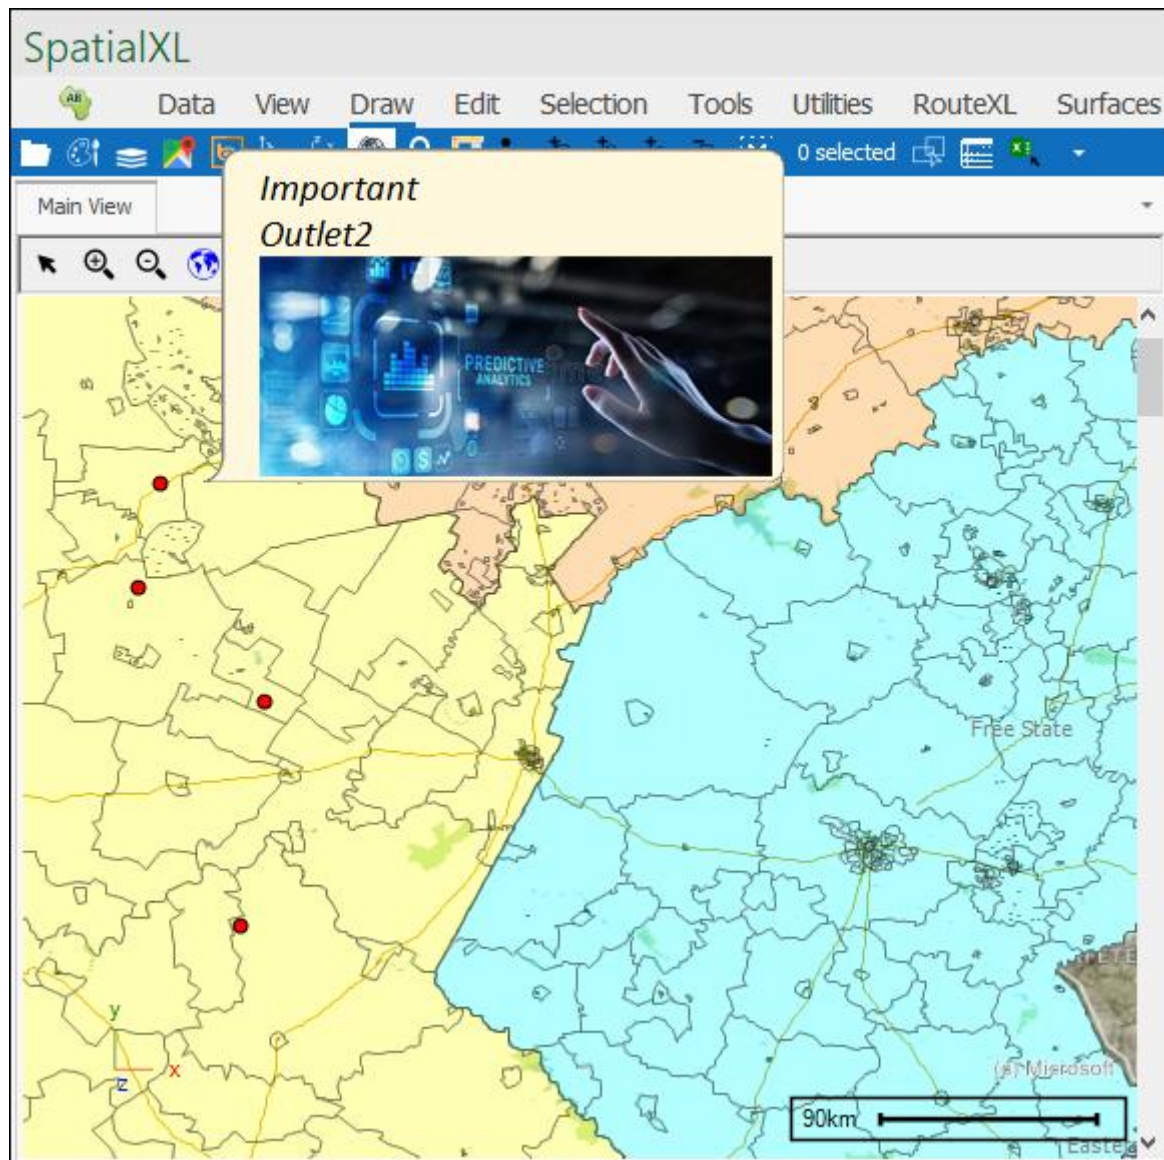 SpatialXL
AB
Data View Draw Edit Selection Tools Utilities RouteXL Surfaces
0 selected
Main View
Important
Outlet2
PREDICTIVE
ANALYTICS
Free State
y
x
z
(c) Microsoft
90km